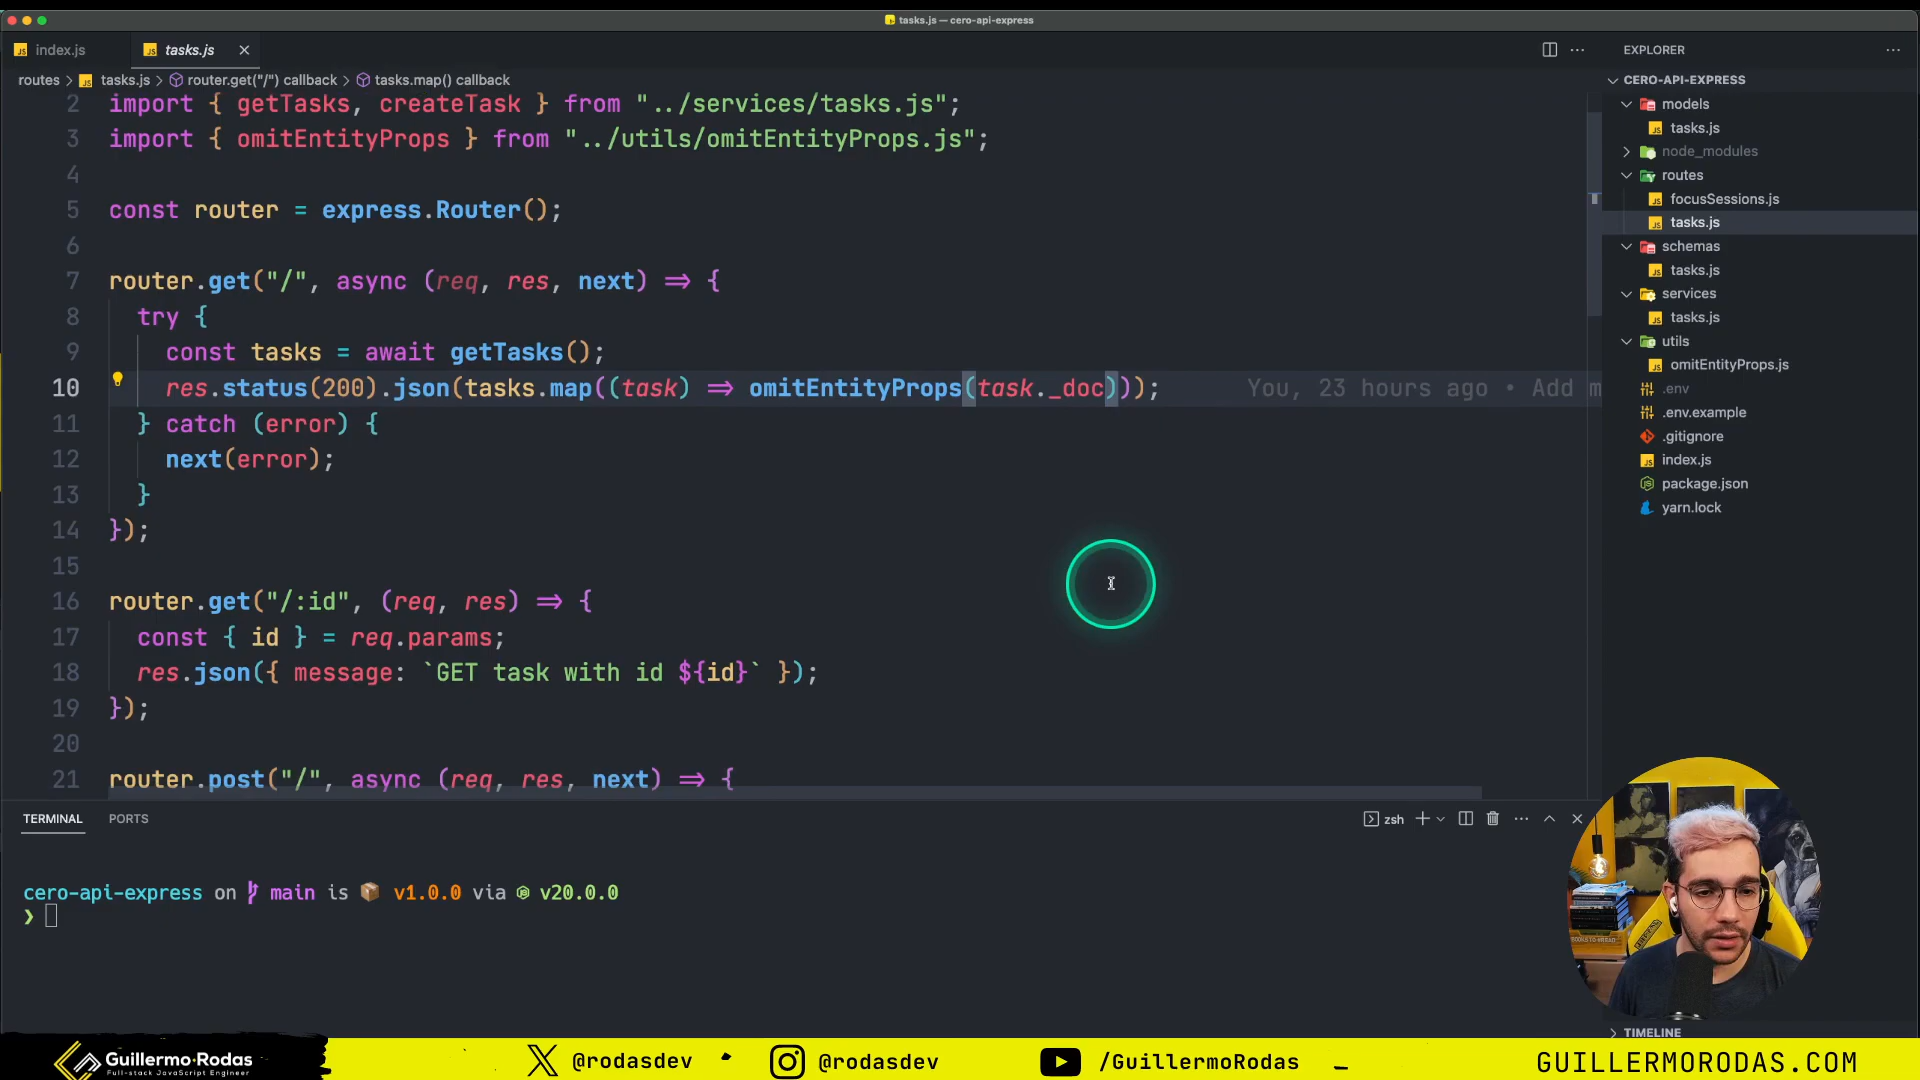 tasks.js — cero-api-express
index.js
tasks.js
routes > tasks.js > router.get("/") callback > tasks.map() callback
2 import { getTasks, createTask } from "../services/tasks.js";
3 import { omitEntityProps } from "../utils/omitEntityProps.js";
4
5 const router = express.Router();
6
7 router.get("/", async (req, res, next) => {
8 try {
9 const tasks = await getTasks();
10 res.status(200).json(tasks.map((task) => omitEntityProps(task._doc))); You, 23 hours ago • Add m
11 } catch (error) {
12 next(error);
13 }
14 });
15
16 router.get("/:id", (req, res) => {
17 const { id } = req.params;
18 res.json({ message: `GET task with id ${id}` });
19 });
20
21 router.post("/", async (req, res, next) => {
EXPLORER
CERO-API-EXPRESS
models
tasks.js
node_modules
routes
focusSessions.js
tasks.js
schemas
tasks.js
services
tasks.js
utils
omitEntityProps.js
.env
.env.example
.gitignore
index.js
package.json
yarn.lock
TIMELINE
TERMINAL
PORTS
zsh
cero-api-express on main is v1.0.0 via v20.0.0
❯
Guillermo Rodas
Full-stack JavaScript Engineer
@rodasdev
@rodasdev
/GuillermoRodas
GUILLERMORODAS.COM